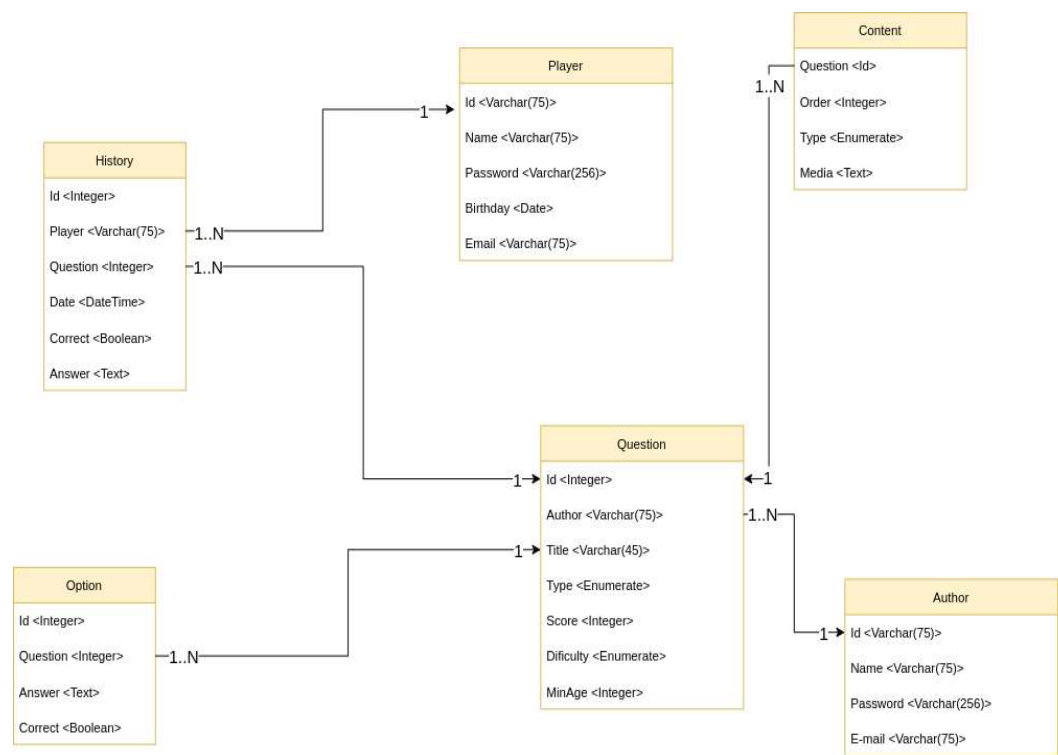 Content
Question <Id>
Order <Integer>
Type <Enumerate>
Media <Text>
1..N
1
Player
Id <Varchar(75)>
Name <Varchar(75)>
Password <Varchar(256)>
Birthday <Date>
Email <Varchar(75)>
1
History
Id <Integer>
Player <Varchar(75)>
Question <Integer>
Date <DateTime>
Correct <Boolean>
Answer <Text>
1..N
1..N
Question
Id <Integer>
Author <Varchar(75)>
Title <Varchar(45)>
Type <Enumerate>
Score <Integer>
Dificulty <Enumerate>
MinAge <Integer>
1
1
1..N
Option
Id <Integer>
Question <Integer>
Answer <Text>
Correct <Boolean>
1..N
Author
Id <Varchar(75)>
Name <Varchar(75)>
Password <Varchar(256)>
E-mail <Varchar(75)>
1